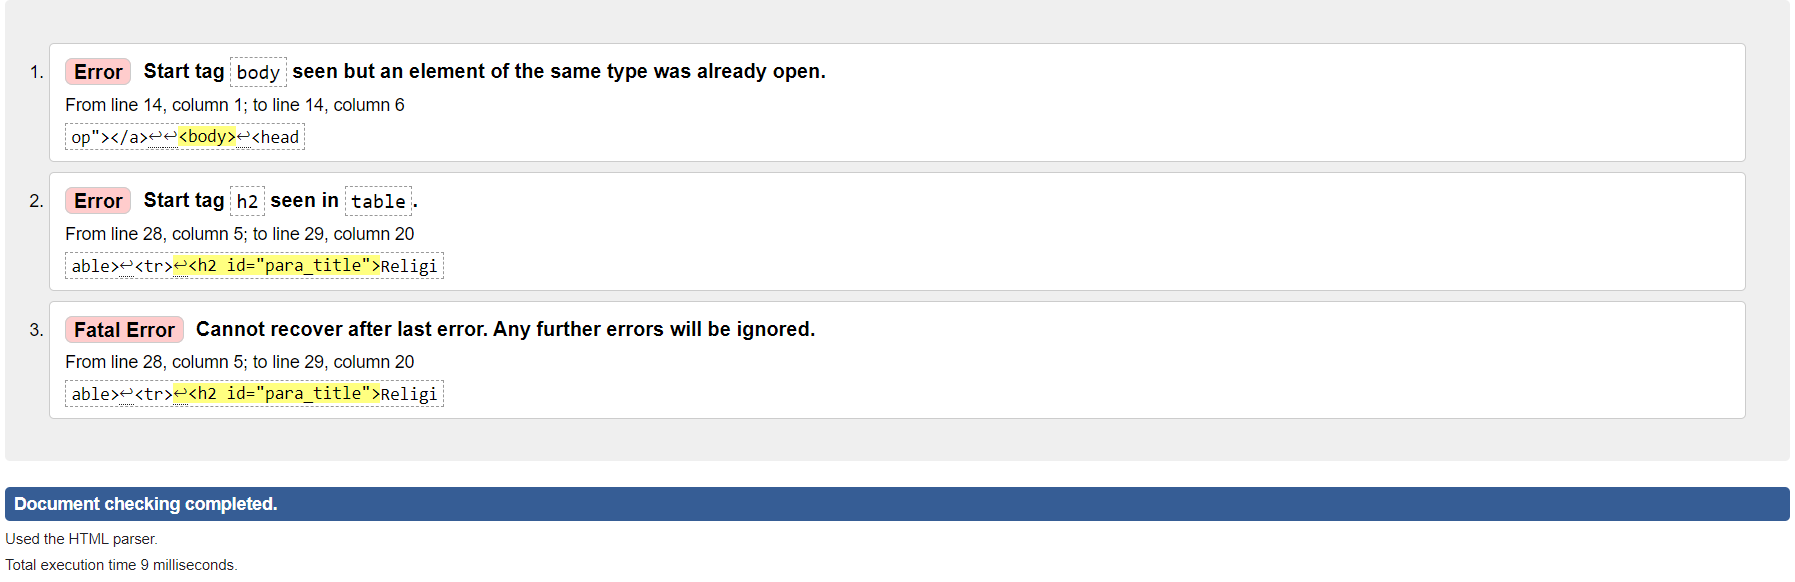 1. Error Start tag body seen but an element of the same type was already open.
From line 14, column 1; to line 14, column 6
op"></a>↩↩<body>↩<head
2. Error Start tag h2 seen in table.
From line 28, column 5; to line 29, column 20
able>↩<tr>↩<h2 id="para_title">Religi
3. Fatal Error Cannot recover after last error. Any further errors will be ignored.
From line 28, column 5; to line 29, column 20
able>↩<tr>↩<h2 id="para_title">Religi
Document checking completed.
Used the HTML parser.
Total execution time 9 milliseconds.